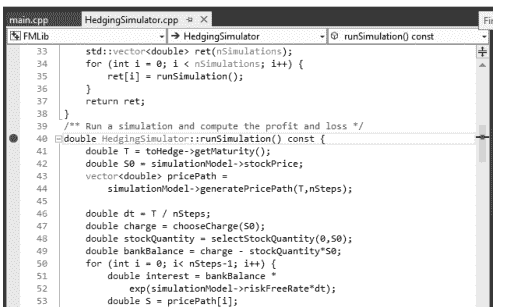 main.cpp HedgingSimulator.cpp
FMLib HedgingSimulator runSimulation() const
33 std::vector<double> ret(nSimulations);
34 for (int i = 0; i < nSimulations; i++) {
35 ret[i] = runSimulation();
36 }
37 return ret;
38 }
39 /** Run a simulation and compute the profit and loss */
40 double HedgingSimulator::runSimulation() const {
41 double T = toHedge->getMaturity();
42 double S0 = simulationModel->stockPrice;
43 vector<double> pricePath =
44 simulationModel->generatePricePath(T,nSteps);
45
46 double dt = T / nSteps;
47 double charge = chooseCharge(S0);
48 double stockQuantity = selectStockQuantity(0,S0);
49 double bankBalance = charge - stockQuantity*S0;
50 for (int i = 0; i< nSteps-1; i++) {
51 double interest = bankBalance *
52 exp(simulationModel->riskFreeRate*dt);
53 double S = pricePath[i];